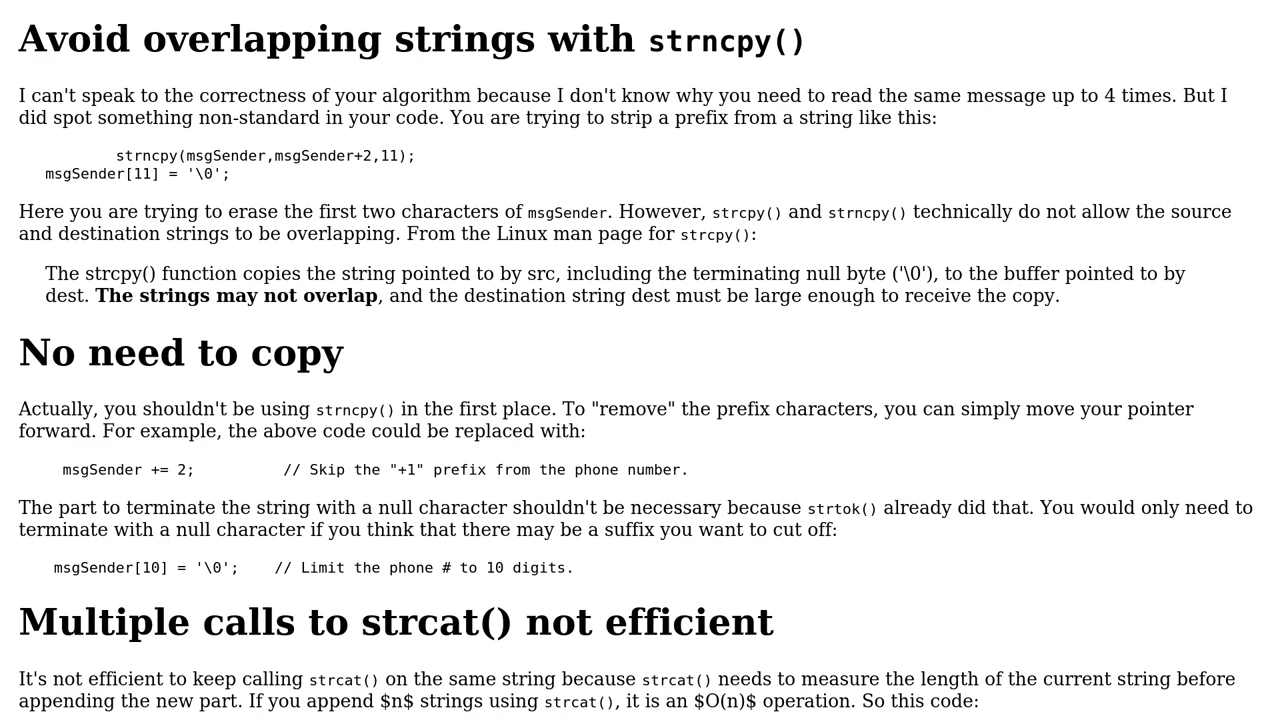 Avoid overlapping strings with strncpy()
I can't speak to the correctness of your algorithm because I don't know why you need to read the same message up to 4 times. But I
did spot something non-standard in your code. You are trying to strip a prefix from a string like this:
strncpy(msgSender,msgSender+2,11);
msgSender[11] = '\0';
Here you are trying to erase the first two characters of msgSender. However, strcpy() and strncpy() technically do not allow the source
and destination strings to be overlapping. From the Linux man page for strcpy():
The strcpy() function copies the string pointed to by src, including the terminating null byte ('\0'), to the buffer pointed to by
dest. The strings may not overlap, and the destination string dest must be large enough to receive the copy.
No need to copy
Actually, you shouldn't be using strncpy() in the first place. To "remove" the prefix characters, you can simply move your pointer
forward. For example, the above code could be replaced with:
msgSender += 2;          // Skip the "+1" prefix from the phone number.
The part to terminate the string with a null character shouldn't be necessary because strtok() already did that. You would only need to
terminate with a null character if you think that there may be a suffix you want to cut off:
msgSender[10] = '\0';    // Limit the phone # to 10 digits.
Multiple calls to strcat() not efficient
It's not efficient to keep calling strcat() on the same string because strcat() needs to measure the length of the current string before
appending the new part. If you append $n$ strings using strcat(), it is an $O(n)$ operation. So this code: